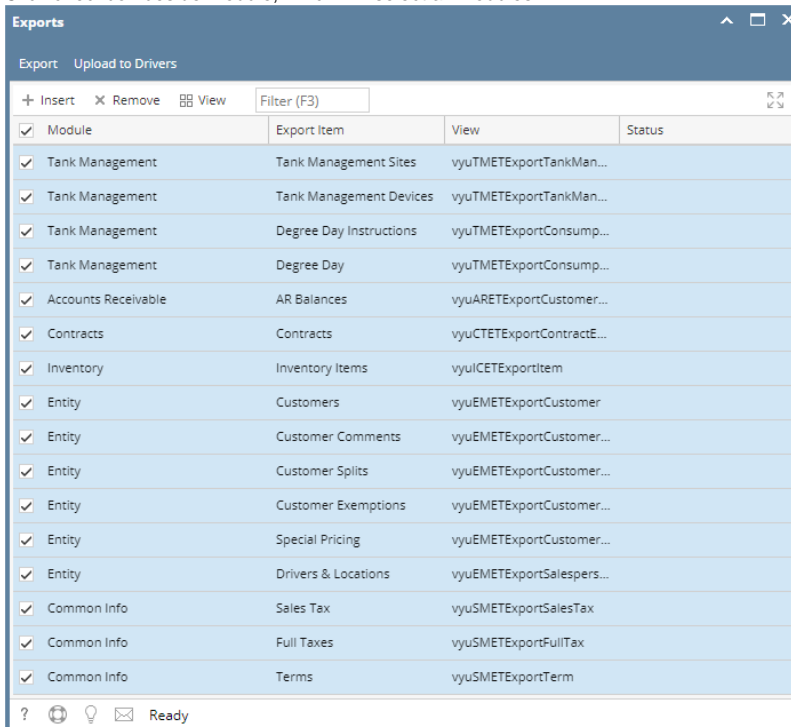 Exports
Export Upload to Drivers
+ Insert × Remove View Filter (F3)
Module Export Item View Status
Tank Management Tank Management Sites vyuTMETExportTankMan...
Tank Management Tank Management Devices vyuTMETExportTankMan...
Tank Management Degree Day Instructions vyuTMETExportConsump...
Tank Management Degree Day vyuTMETExportConsump...
Accounts Receivable AR Balances vyuARETExportCustomer...
Contracts Contracts vyuCTETExportContractE...
Inventory Inventory Items vyuICETExportItem
Entity Customers vyuEMETExportCustomer
Entity Customer Comments vyuEMETExportCustomer...
Entity Customer Splits vyuEMETExportCustomer...
Entity Customer Exemptions vyuEMETExportCustomer...
Entity Special Pricing vyuEMETExportCustomer...
Entity Drivers & Locations vyuEMETExportSalespers...
Common Info Sales Tax vyuSMETExportSalesTax
Common Info Full Taxes vyuSMETExportFullTax
Common Info Terms vyuSMETExportTerm
? Ready